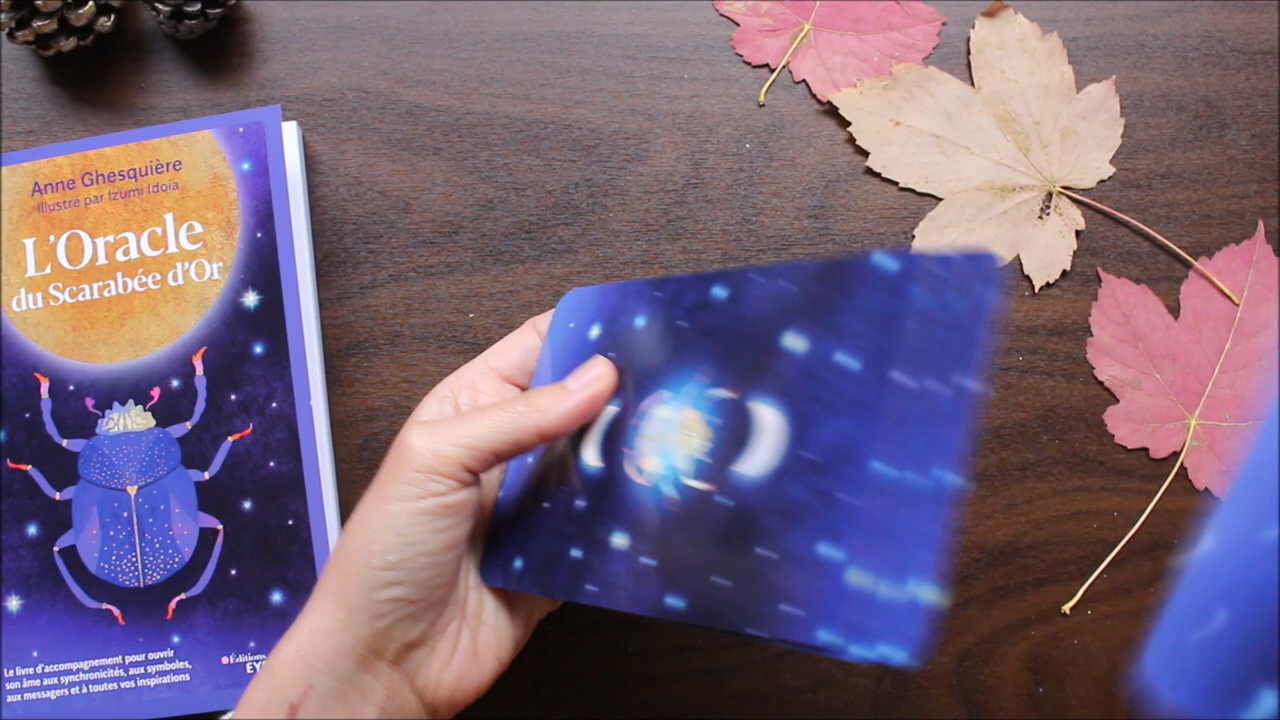 Anne Ghesquière
Illustré par Izumi Idoia
L'Oracle
du Scarabée d'Or
Le livre d'accompagnement pour ouvrir
son âme aux synchronicités, aux symboles,
aux messagers et à toutes vos inspirations
Éditions
EY